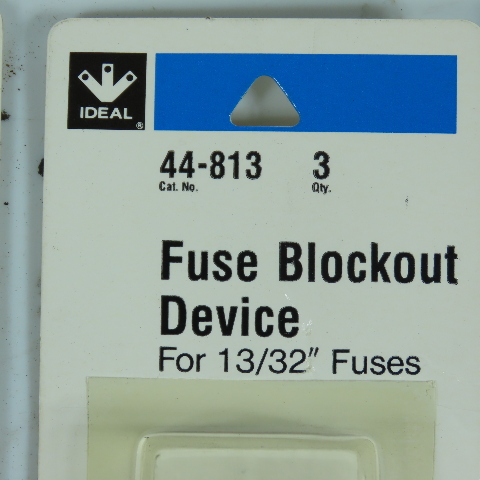 IDEAL®
44-813 3
Cat. No. Qty.
Fuse Blockout
Device
For 13/32" Fuses